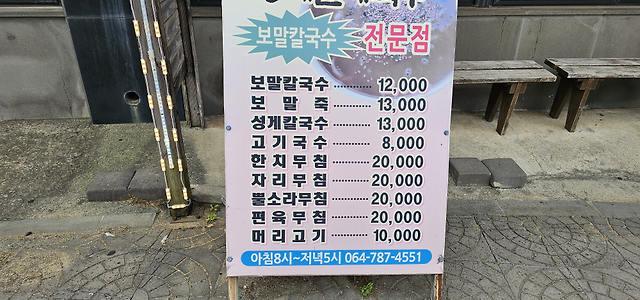 보말칼국수
전문점
보말칼국수 ············ 12,000
보 말 죽 ············ 13,000
성게칼국수 ············ 13,000
고 기 국 수 ············ 8,000
한 치 무 침 ············ 20,000
자 리 무 침 ············ 20,000
뿔소라무침 ············ 20,000
편 육 무 침 ············ 20,000
머 리 고 기 ············ 10,000
아침8시~저녁5시 064-787-4551